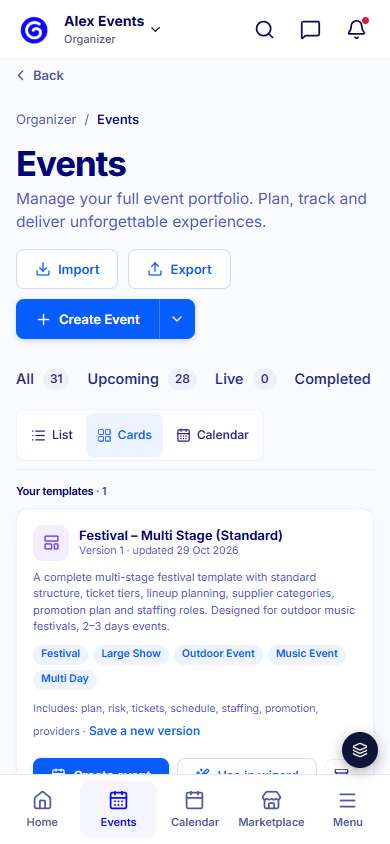 Alex Events
Organizer
Back
Organizer / Events
Events
Manage your full event portfolio. Plan, track and
deliver unforgettable experiences.
Import Export
Create Event
All 31 Upcoming 28 Live 0 Completed
List Cards Calendar
Your templates · 1
Festival – Multi Stage (Standard)
Version 1 · updated 29 Oct 2026
A complete multi-stage festival template with standard
structure, ticket tiers, lineup planning, supplier categories,
promotion plan and staffing roles. Designed for outdoor music
festivals, 2–3 days events.
Festival Large Show Outdoor Event Music Event
Multi Day
Includes: plan, risk, tickets, schedule, staffing, promotion,
providers · Save a new version
Create event Use in wizard
Home Events Calendar Marketplace Menu